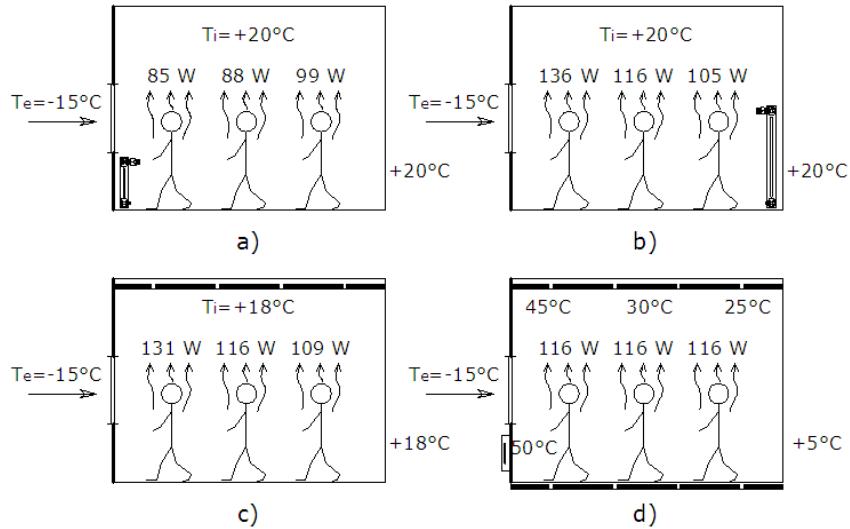 Ti=+20°C
85 W 88 W 99 W
Te=-15°C
+20°C
a)
Ti=+20°C
136 W 116 W 105 W
Te=-15°C
+20°C
b)
Ti=+18°C
131 W 116 W 109 W
Te=-15°C
+18°C
c)
45°C 30°C 25°C
116 W 116 W 116 W
Te=-15°C
50°C
+5°C
d)